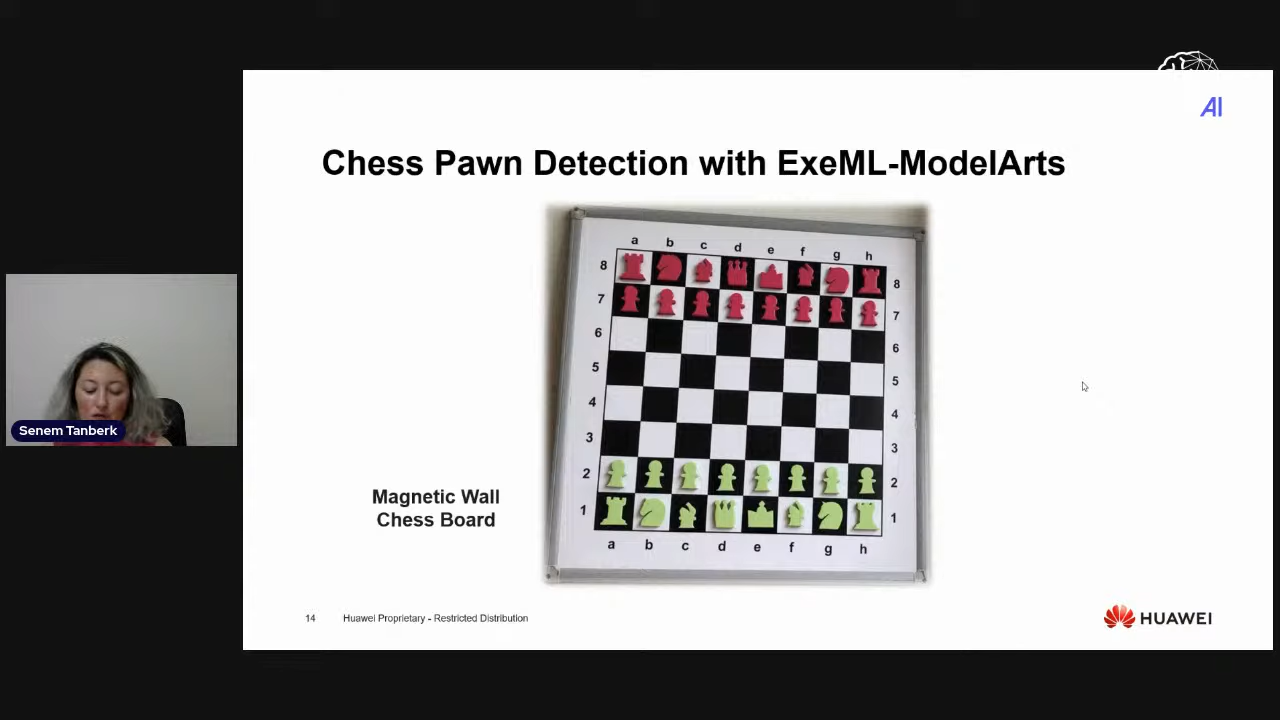 AI
Chess Pawn Detection with ExeML-ModelArts
a b c d e f g h
8 8
7 7
6 6
5 5
4 4
3 3
2 2
1 1
a b c d e f g h
Magnetic Wall
Chess Board
Senem Tanberk
14 Huawei Proprietary - Restricted Distribution
HUAWEI